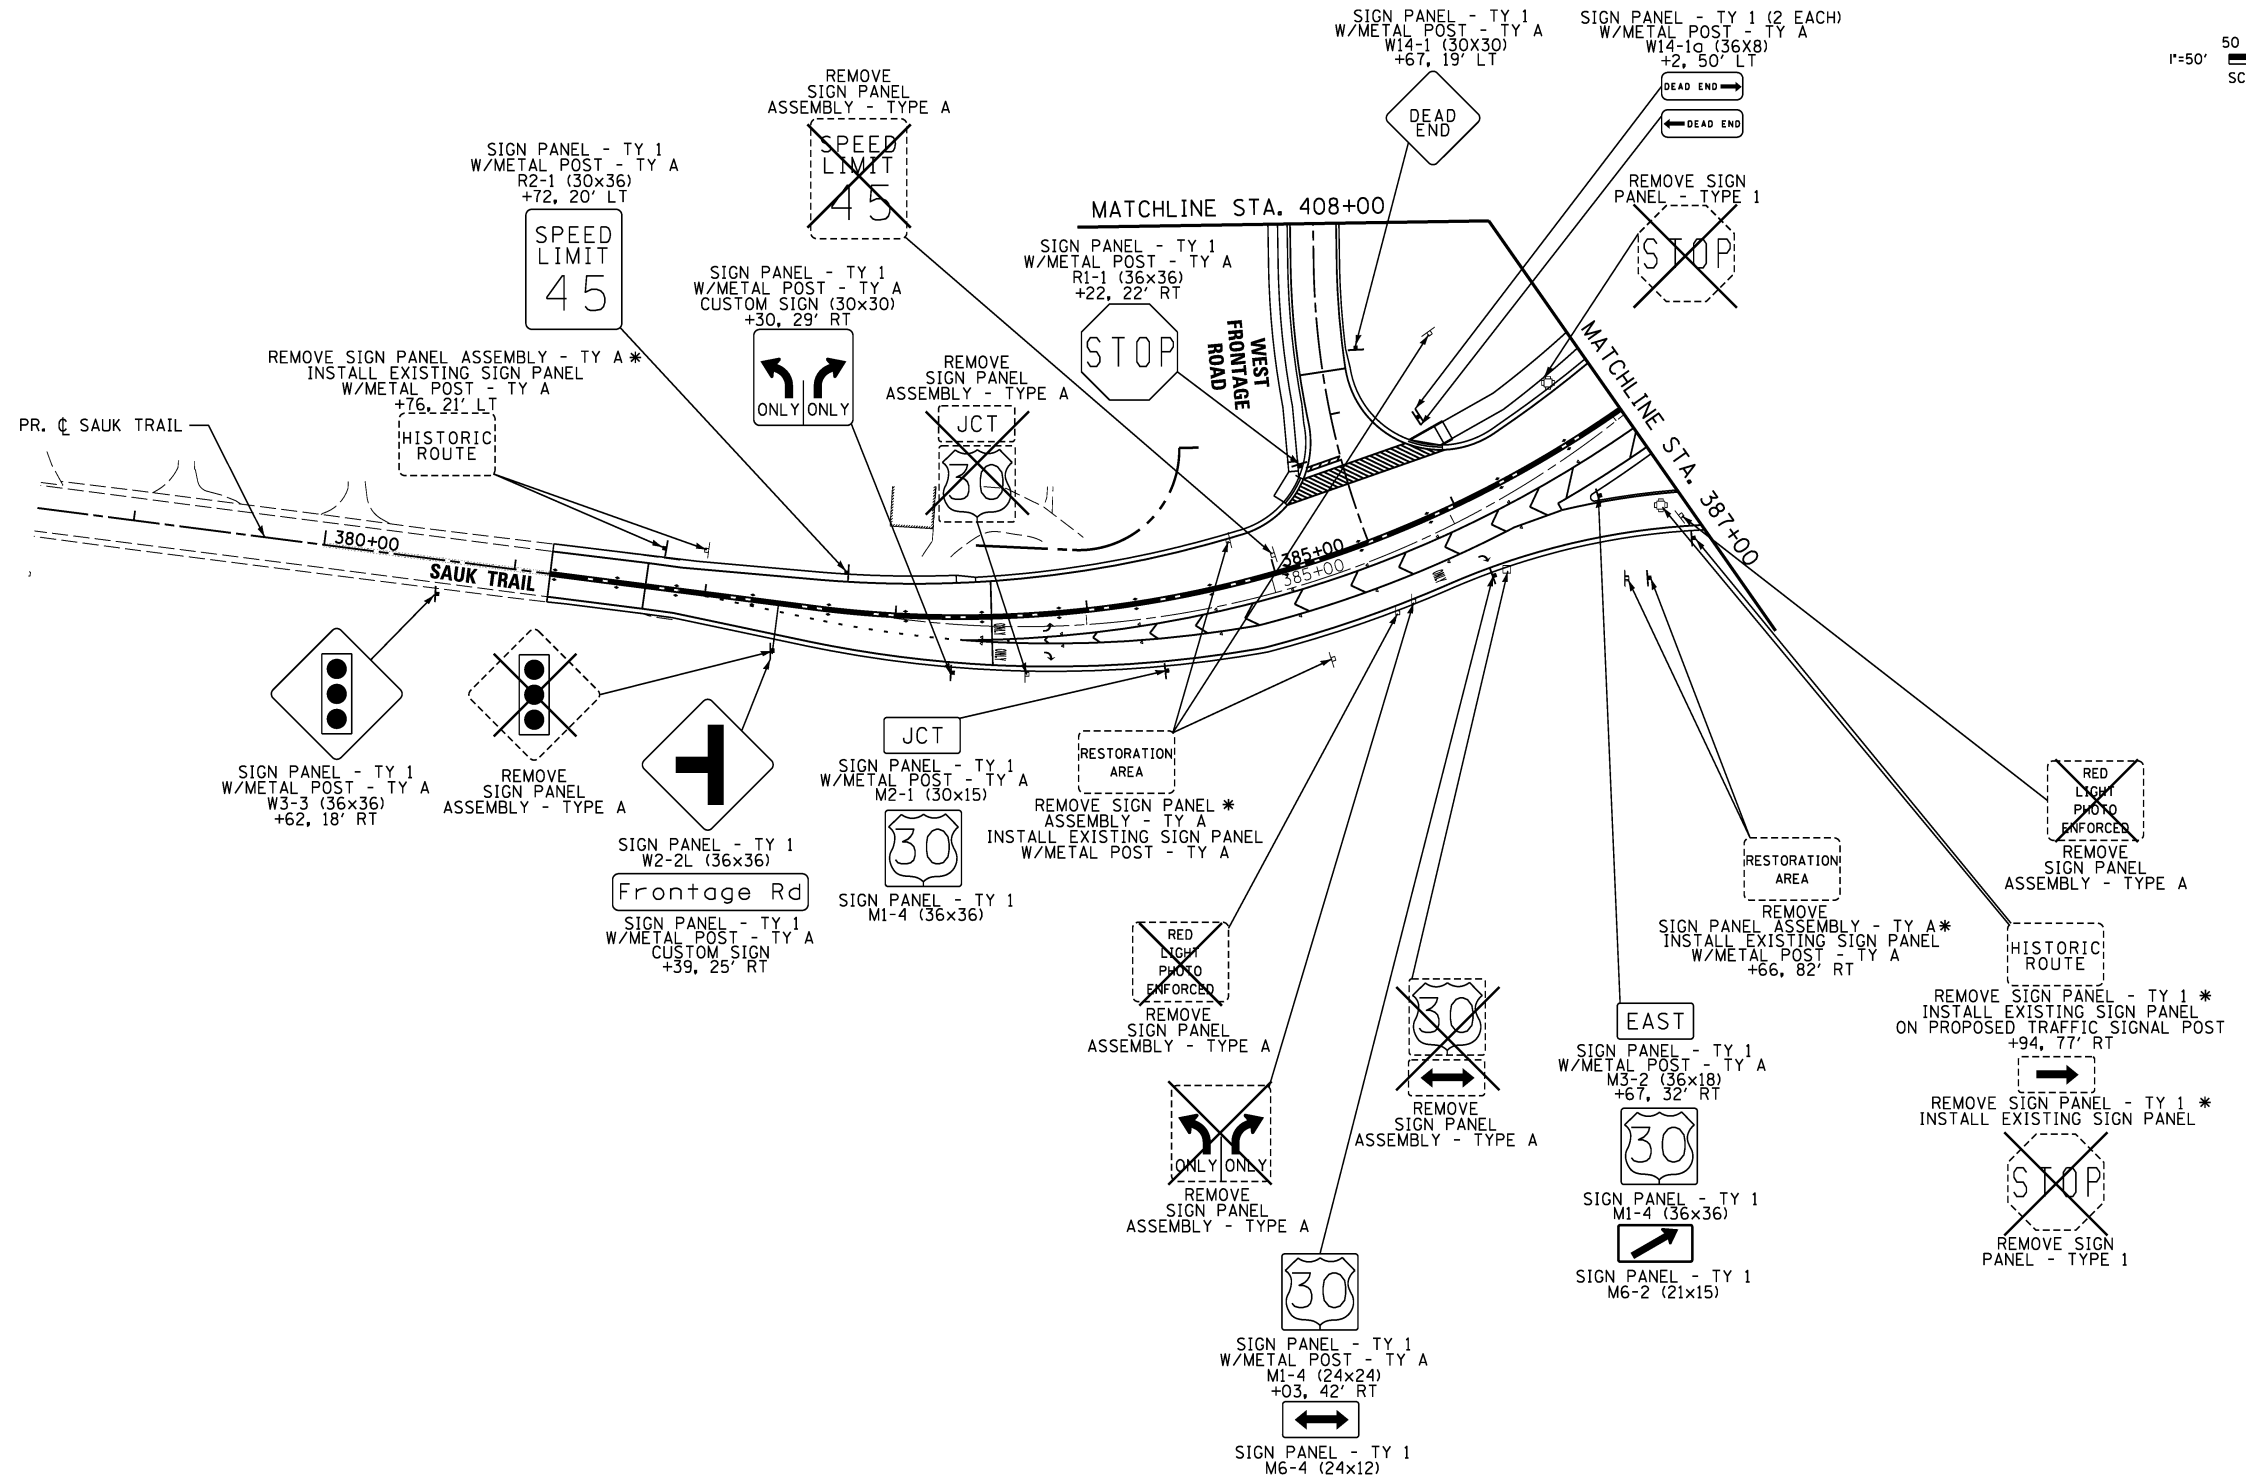 SIGN PANEL - TY 1
W/METAL POST - TY A
W14-1 (30X30)
+67, 19' LT
DEAD
END
SIGN PANEL - TY 1 (2 EACH)
W/METAL POST - TY A
W14-1a (36X8)
+2, 50' LT
DEAD END
DEAD END
1"=50'
50
SC
REMOVE
SIGN PANEL
ASSEMBLY - TYPE A
SPEED
LIMIT
45
SIGN PANEL - TY 1
W/METAL POST - TY A
R2-1 (30x36)
+72, 20' LT
SPEED
LIMIT
45
REMOVE SIGN
PANEL - TYPE 1
STOP
MATCHLINE STA. 408+00
SIGN PANEL - TY 1
W/METAL POST - TY A
R1-1 (36x36)
+22, 22' RT
STOP
SIGN PANEL - TY 1
W/METAL POST - TY A
CUSTOM SIGN (30x30)
+30, 29' RT
ONLY ONLY
WEST
FRONTAGE
ROAD
MATCHLINE STA. 387+00
REMOVE SIGN PANEL ASSEMBLY - TY A *
INSTALL EXISTING SIGN PANEL
W/METAL POST - TY A
+76, 21' LT
HISTORIC
ROUTE
REMOVE
SIGN PANEL
ASSEMBLY - TYPE A
JCT
30
PR. ℄ SAUK TRAIL
380+00
SAUK TRAIL
385+00
385+00
ONLY
ONLY
ONLY
SIGN PANEL - TY 1
W/METAL POST - TY A
W3-3 (36x36)
+62, 18' RT
REMOVE
SIGN PANEL
ASSEMBLY - TYPE A
SIGN PANEL - TY 1
W2-2L (36x36)
Frontage Rd
SIGN PANEL - TY 1
W/METAL POST - TY A
CUSTOM SIGN
+39, 25' RT
JCT
SIGN PANEL - TY 1
W/METAL POST - TY A
M2-1 (30x15)
30
SIGN PANEL - TY 1
M1-4 (36x36)
RESTORATION
AREA
REMOVE SIGN PANEL *
ASSEMBLY - TY A
INSTALL EXISTING SIGN PANEL
W/METAL POST - TY A
RED
LIGHT
PHOTO
ENFORCED
REMOVE
SIGN PANEL
ASSEMBLY - TYPE A
ONLY ONLY
REMOVE
SIGN PANEL
ASSEMBLY - TYPE A
30
SIGN PANEL - TY 1
W/METAL POST - TY A
M1-4 (24x24)
+03, 42' RT
SIGN PANEL - TY 1
M6-4 (24x12)
30
REMOVE
SIGN PANEL
ASSEMBLY - TYPE A
EAST
SIGN PANEL - TY 1
W/METAL POST - TY A
M3-2 (36x18)
+67, 32' RT
30
SIGN PANEL - TY 1
M1-4 (36x36)
SIGN PANEL - TY 1
M6-2 (21x15)
RESTORATION
AREA
REMOVE
SIGN PANEL ASSEMBLY - TY A *
INSTALL EXISTING SIGN PANEL
W/METAL POST - TY A
+66, 82' RT
RED
LIGHT
PHOTO
ENFORCED
REMOVE
SIGN PANEL
ASSEMBLY - TYPE A
HISTORIC
ROUTE
REMOVE SIGN PANEL - TY 1 *
INSTALL EXISTING SIGN PANEL
ON PROPOSED TRAFFIC SIGNAL POST
+94, 77' RT
REMOVE SIGN PANEL - TY 1 *
INSTALL EXISTING SIGN PANEL
STOP
REMOVE SIGN
PANEL - TYPE 1